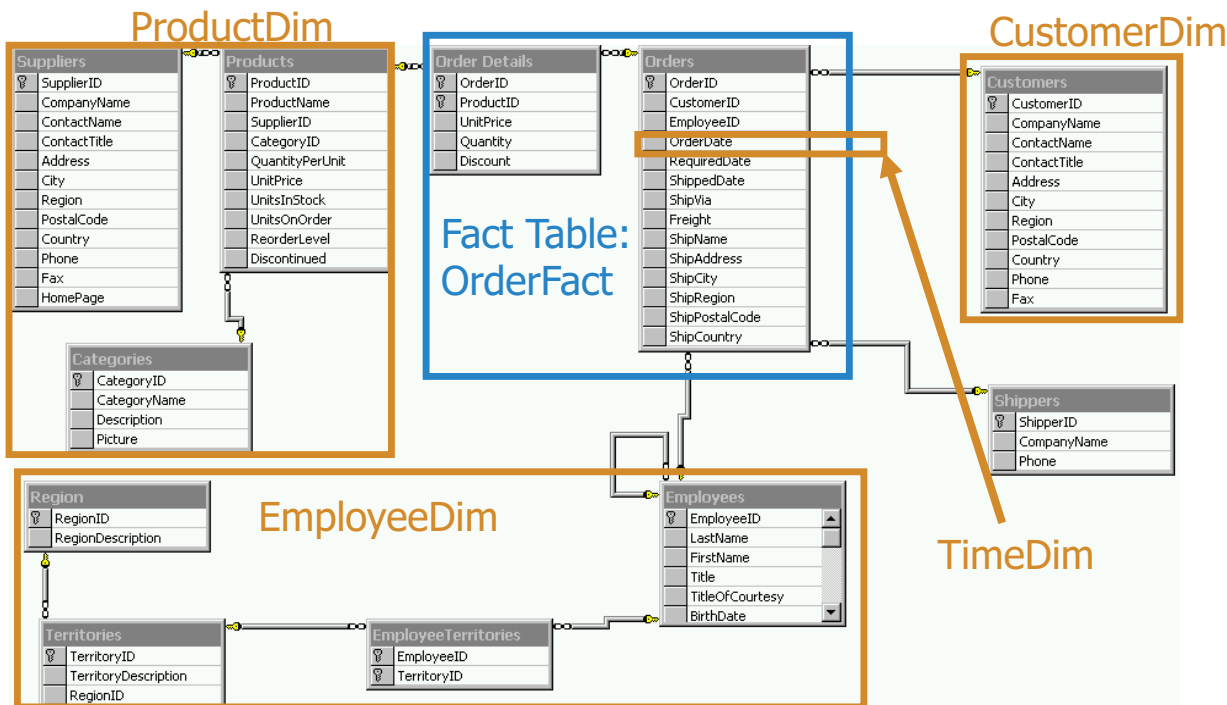 ProductDim
CustomerDim
Suppliers
SupplierID
CompanyName
ContactName
ContactTitle
Address
City
Region
PostalCode
Country
Phone
Fax
HomePage
Products
ProductID
ProductName
SupplierID
CategoryID
QuantityPerUnit
UnitPrice
UnitsInStock
UnitsOnOrder
ReorderLevel
Discontinued
Order Details
OrderID
ProductID
UnitPrice
Quantity
Discount
Orders
OrderID
CustomerID
EmployeeID
OrderDate
RequiredDate
ShippedDate
ShipVia
Freight
ShipName
ShipAddress
ShipCity
ShipRegion
ShipPostalCode
ShipCountry
Customers
CustomerID
CompanyName
ContactName
ContactTitle
Address
City
Region
PostalCode
Country
Phone
Fax
Fact Table:
OrderFact
Categories
CategoryID
CategoryName
Description
Picture
Shippers
ShipperID
CompanyName
Phone
Region
RegionID
RegionDescription
EmployeeDim
Employees
EmployeeID
LastName
FirstName
Title
TitleOfCourtesy
BirthDate
TimeDim
Territories
TerritoryID
TerritoryDescription
RegionID
EmployeeTerritories
EmployeeID
TerritoryID